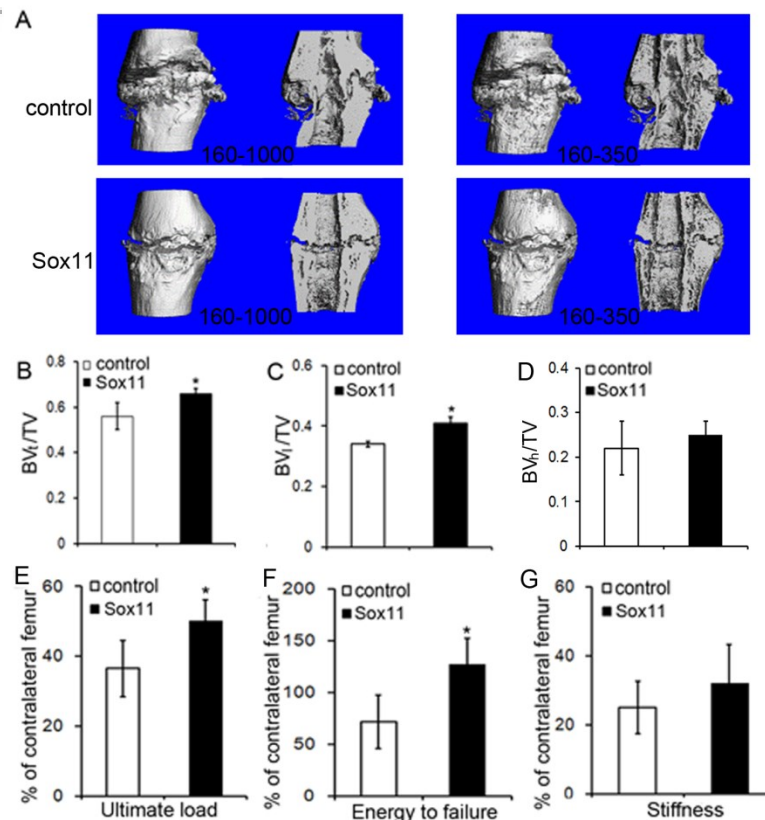 A
control
160-1000
160-350
Sox11
160-1000
160-350
B
control
Sox11
*
BVt/TV
0.8
0.6
0.4
0.2
0
C
control
Sox11
*
BVl/TV
0.6
0.4
0.2
0
D
control
Sox11
BVh/TV
0.4
0.3
0.2
0.1
0
E
control
Sox11
*
% of contralateral femur
60
40
20
0
Ultimate load
F
control
Sox11
*
% of contralateral femur
200
150
100
50
0
Energy to failure
G
control
Sox11
% of contralateral femur
60
40
20
0
Stiffness